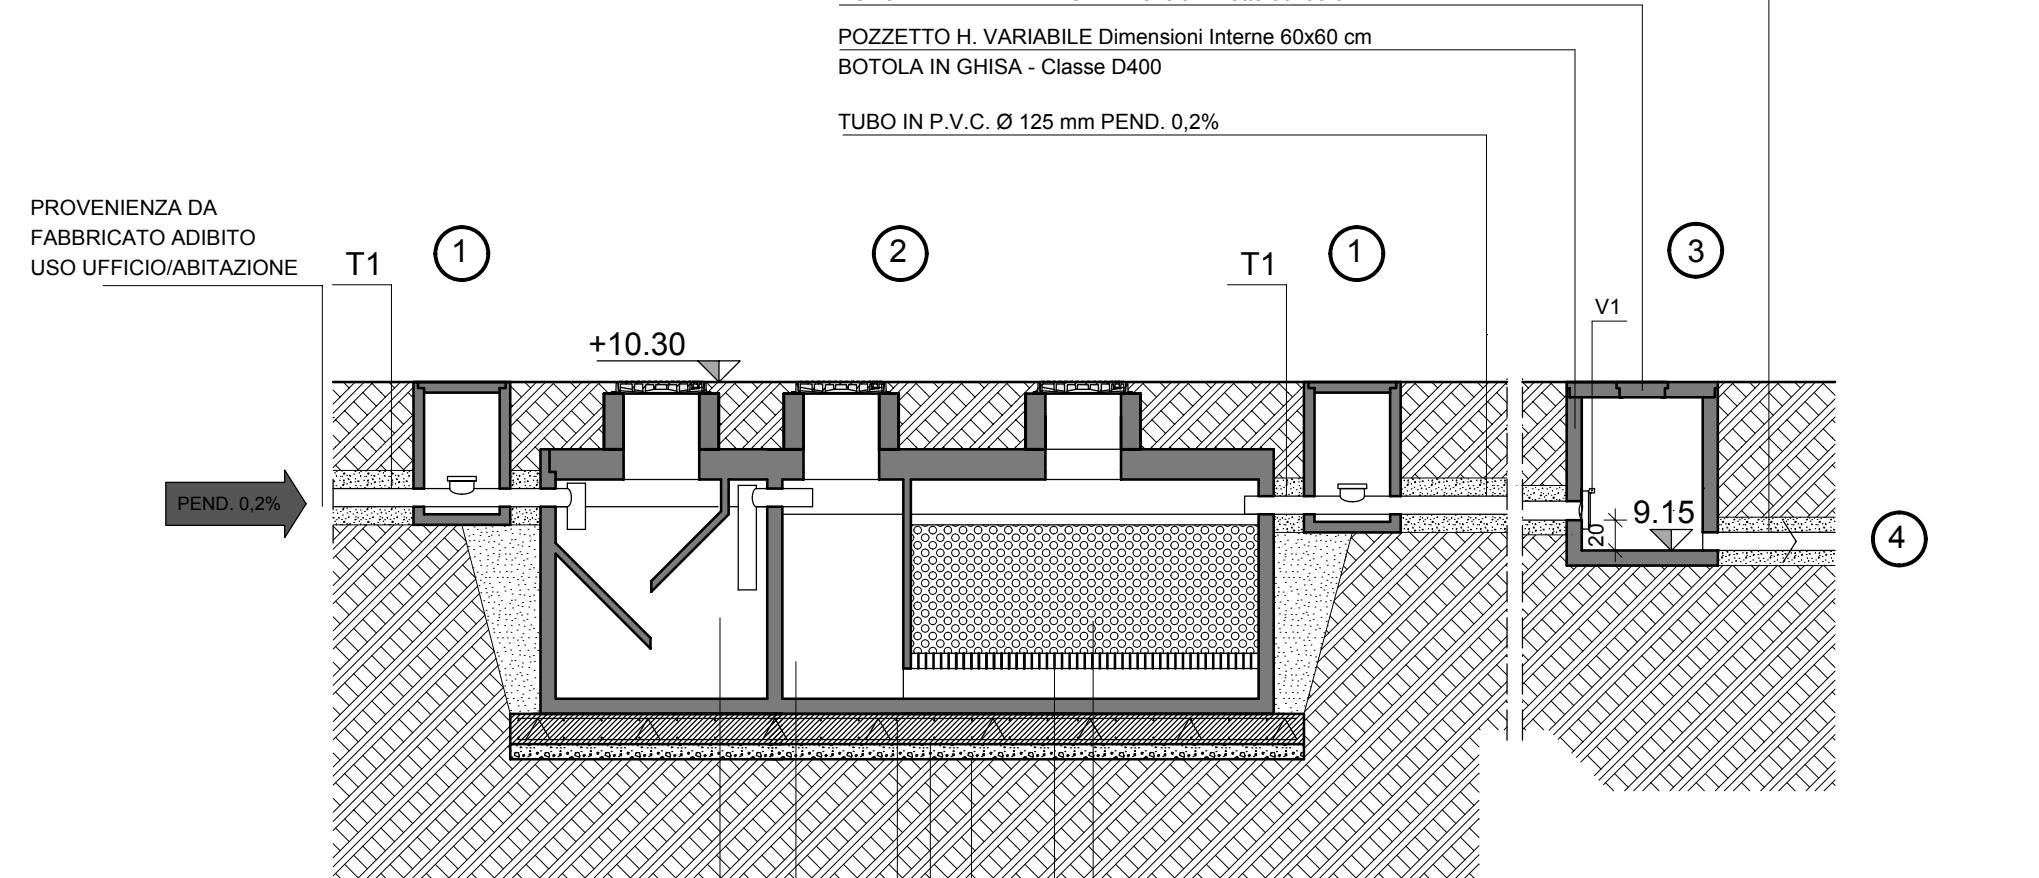 POZZETTO H. VARIABILE Dimensioni Interne 60x60 cm
BOTOLA IN GHISA - Classe D400
TUBO IN P.V.C. Ø 125 mm PEND. 0,2%
PROVENIENZA DA
FABBRICATO ADIBITO
USO UFFICIO/ABITAZIONE
T1
1
2
T1
1
3
V1
+10.30
PEND. 0,2%
9.15
20
4